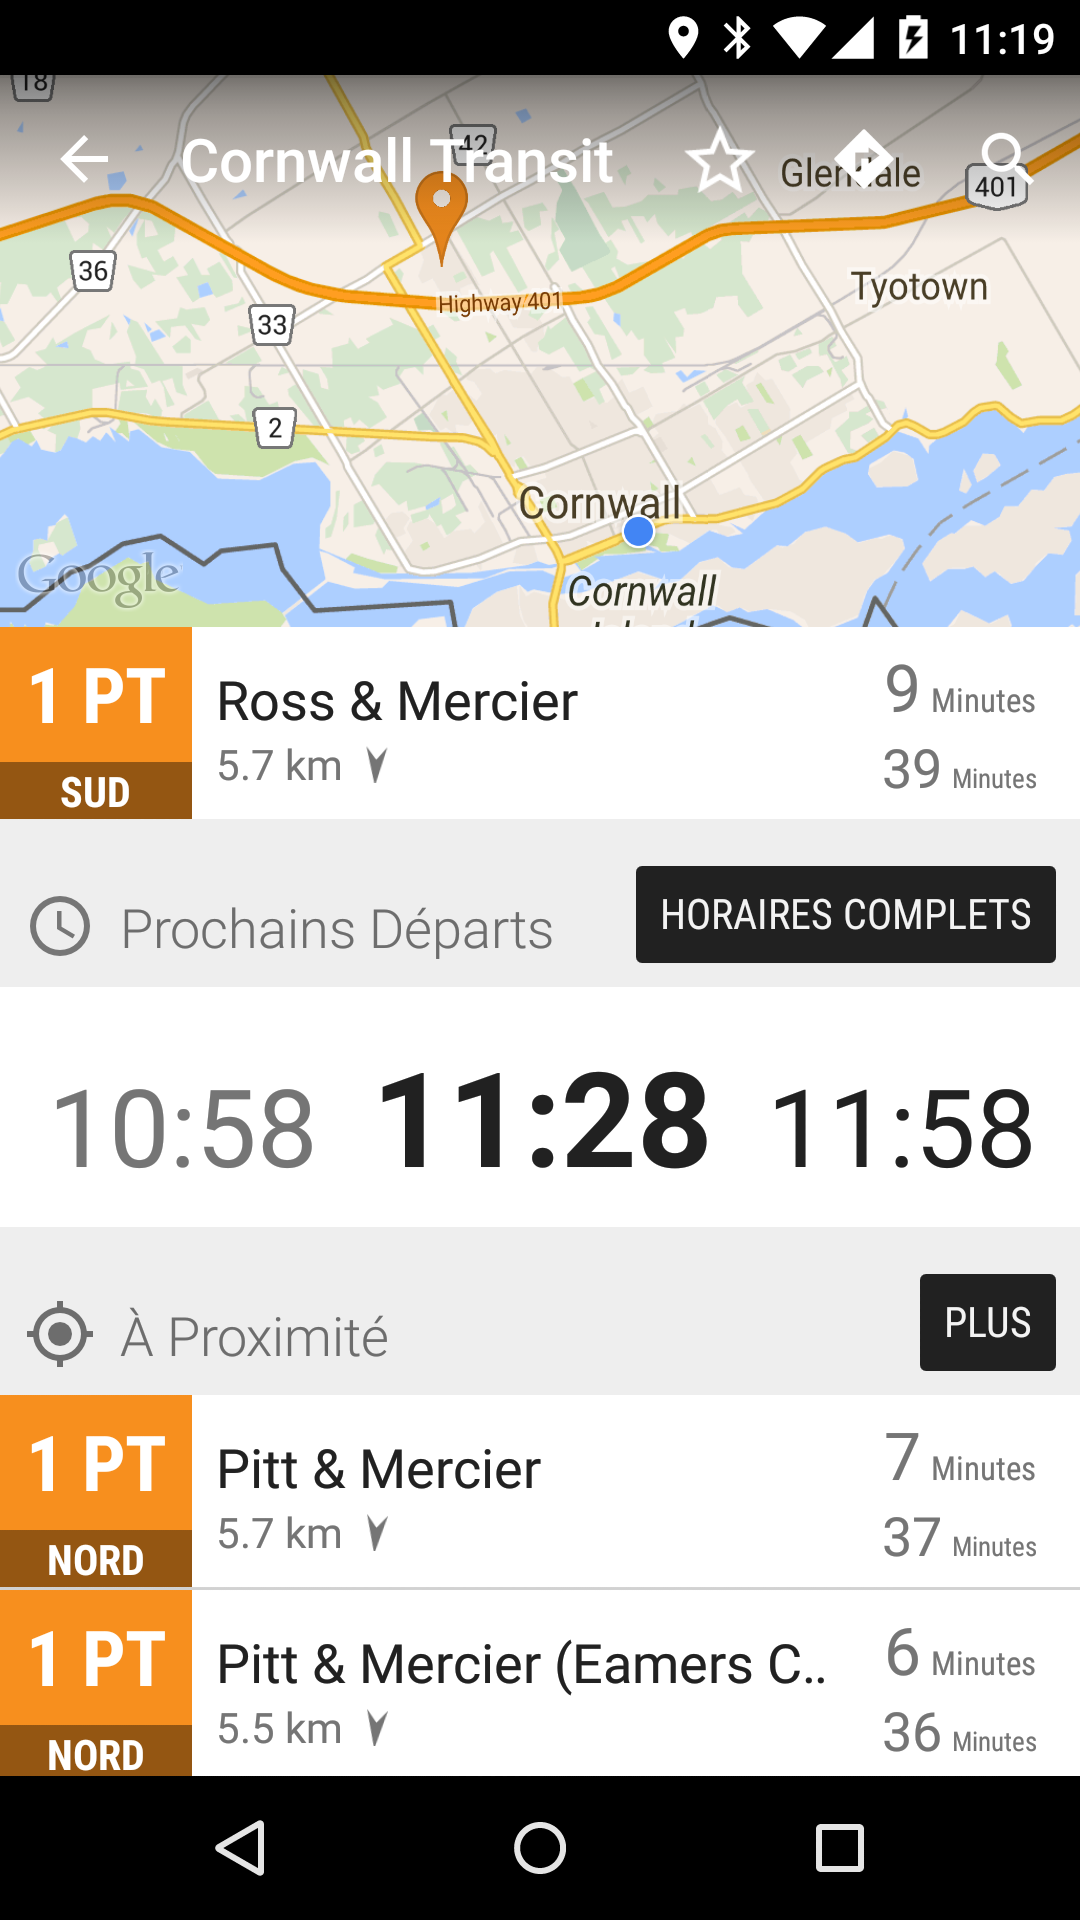 11:19
18
42
Cornwall Transit
Glendale
401
36
Tyotown
Highway 401
33
2
Cornwall
Google
Cornwall
1 PT
SUD
Ross & Mercier
5.7 km
9 Minutes
39 Minutes
Prochains Départs
HORAIRES COMPLETS
10:58 11:28 11:58
À Proximité
PLUS
1 PT
NORD
Pitt & Mercier
5.7 km
7 Minutes
37 Minutes
1 PT
NORD
Pitt & Mercier (Eamers C..
5.5 km
6 Minutes
36 Minutes